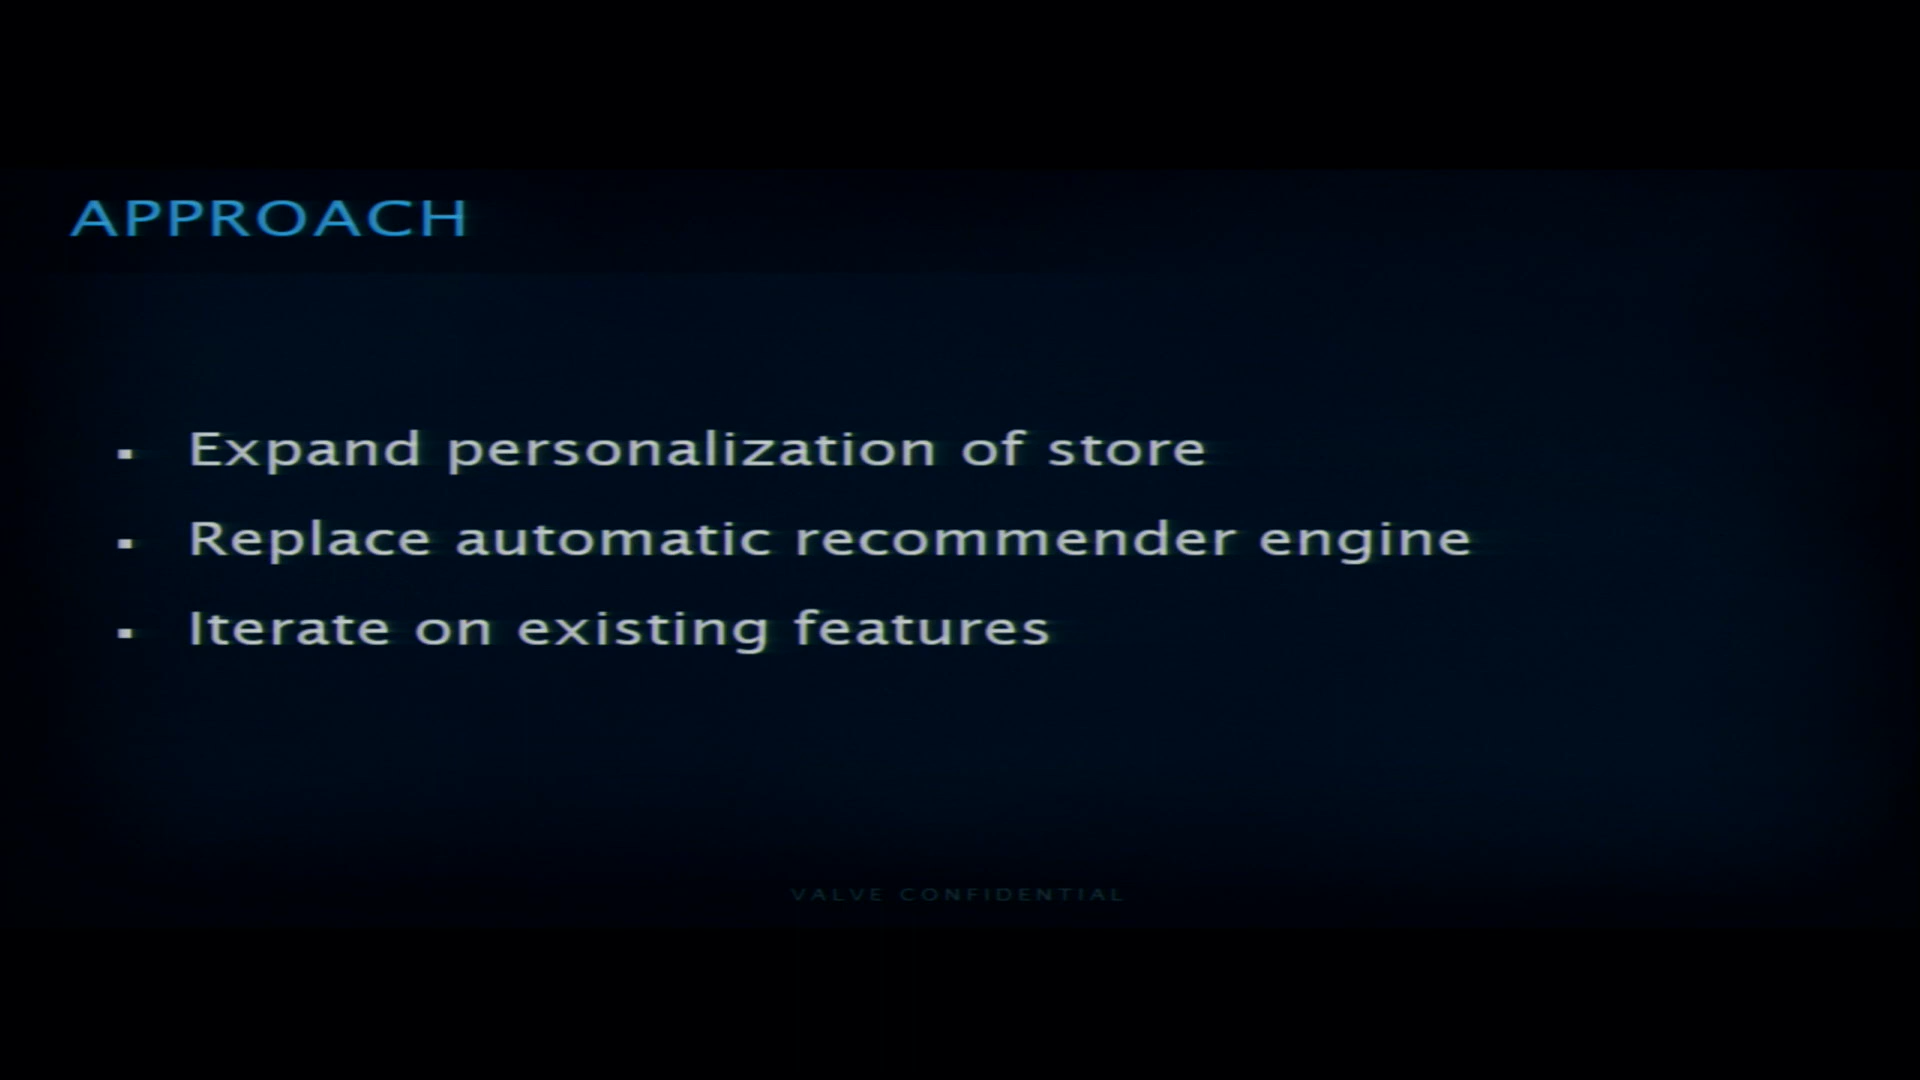 APPROACH
▪ Expand personalization of store
▪ Replace automatic recommender engine
▪ Iterate on existing features
VALVE CONFIDENTIAL